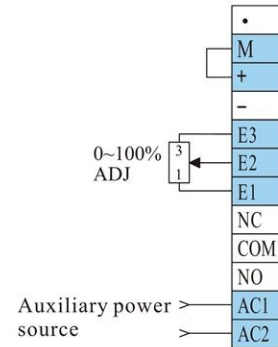 •
M
+
–
E3
0~100%
3
E2
ADJ
1
E1
NC
COM
NO
Auxiliary power
AC1
source
AC2